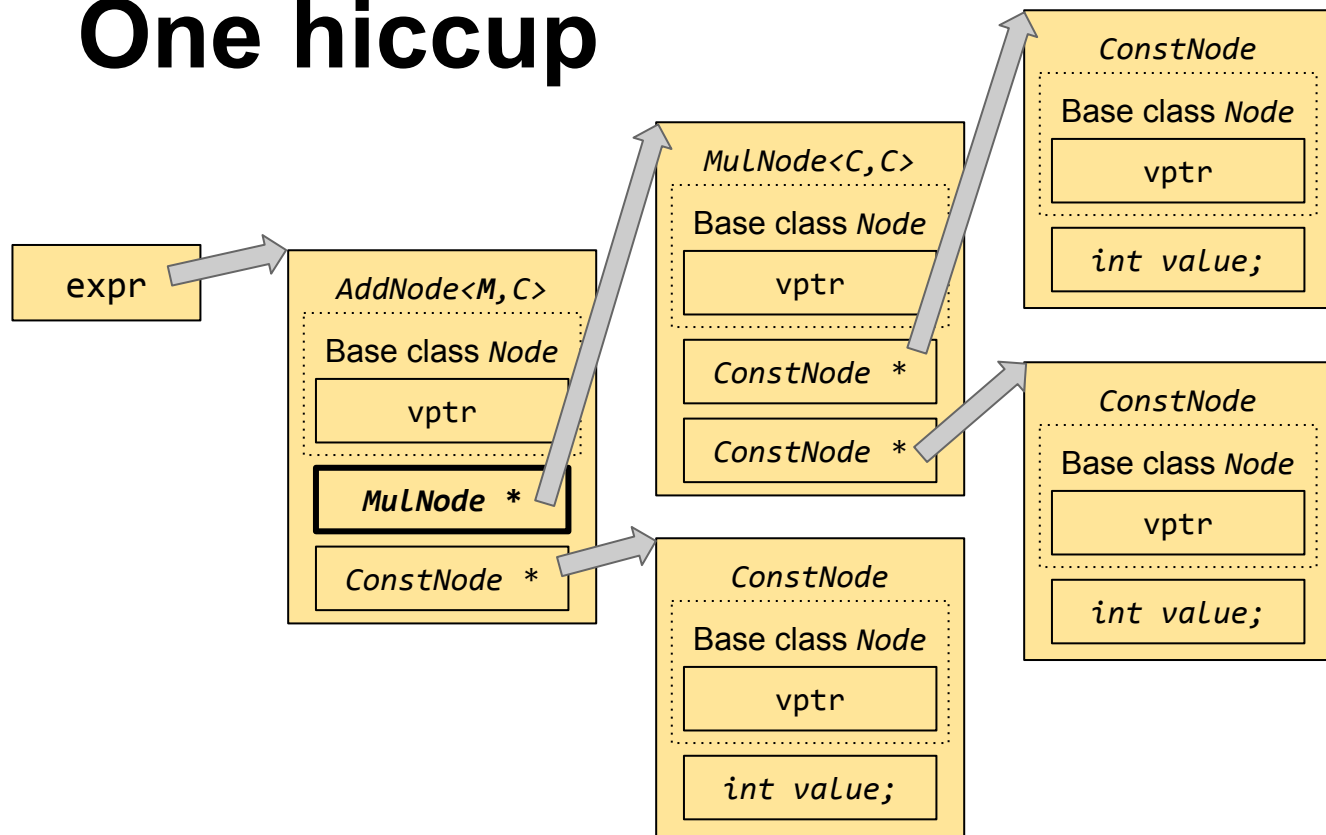 One hiccup
expr
AddNode<M,C>
Base class Node
vptr
MulNode *
ConstNode *
MulNode<C,C>
Base class Node
vptr
ConstNode *
ConstNode *
ConstNode
Base class Node
vptr
int value;
ConstNode
Base class Node
vptr
int value;
ConstNode
Base class Node
vptr
int value;